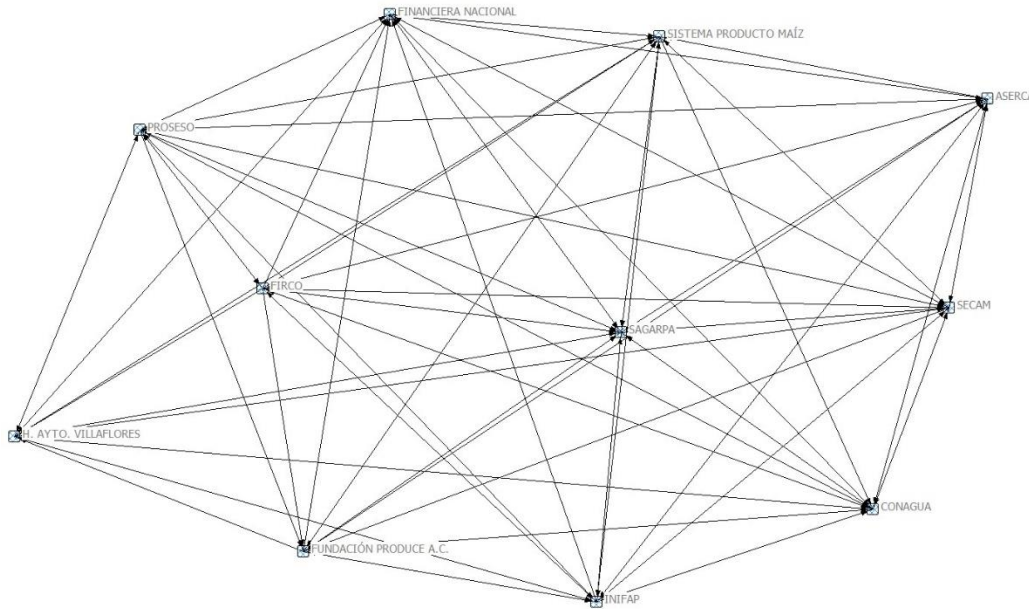 FINANCIERA NACIONAL
SISTEMA PRODUCTO MAÍZ
ASERCA
PROSESO
FIRCO
SECAM
SAGARPA
H. AYTO. VILLAFLORES
CONAGUA
FUNDACIÓN PRODUCE A.C.
INIFAP